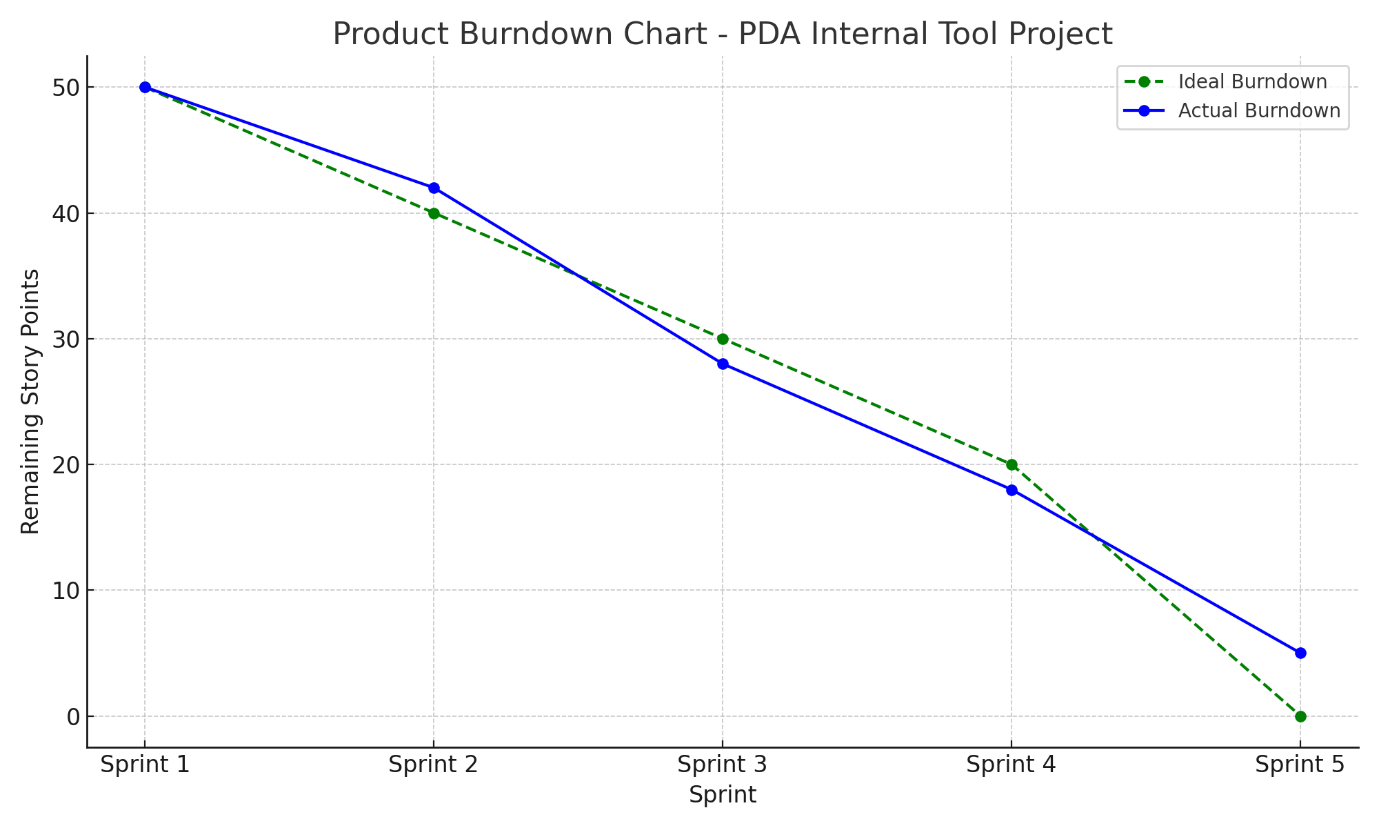 Product Burndown Chart - PDA Internal Tool Project
Ideal Burndown
Actual Burndown
Remaining Story Points
50
40
30
20
10
0
Sprint 1 Sprint 2 Sprint 3 Sprint 4 Sprint 5
Sprint